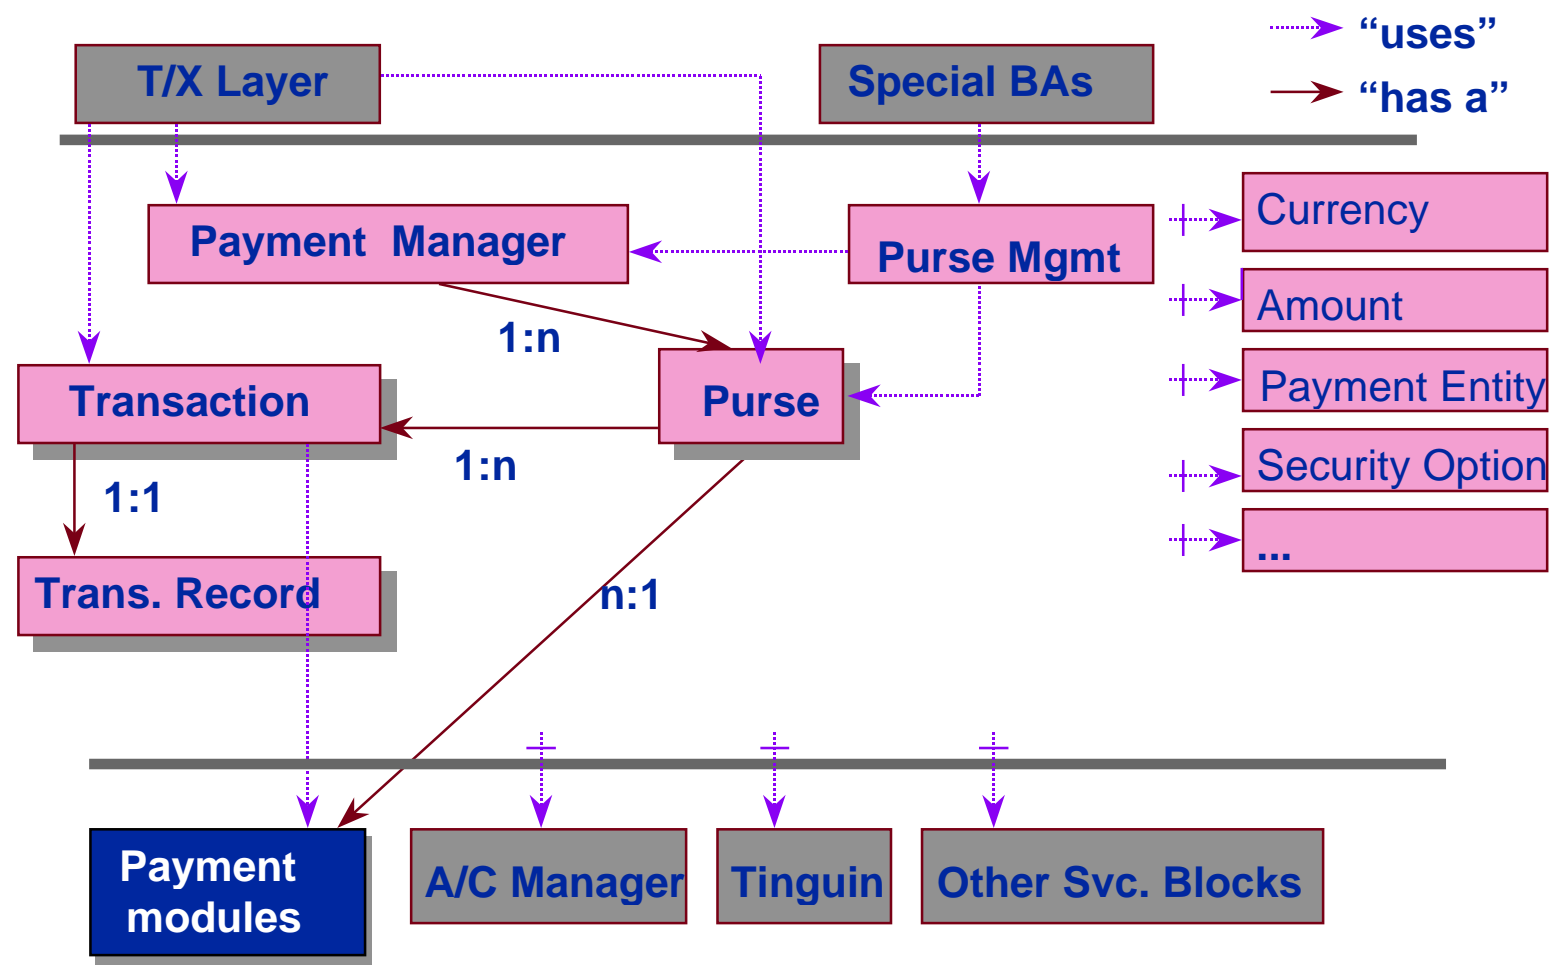 “uses”
T/X Layer
Special BAs
“has a”
Currency
Payment Manager
Purse Mgmt
Amount
1:n
Payment Entity
Transaction
Purse
1:n
Security Option
1:1
...
Trans. Record
n:1
Payment
modules
A/C Manager
Tinguin
Other Svc. Blocks